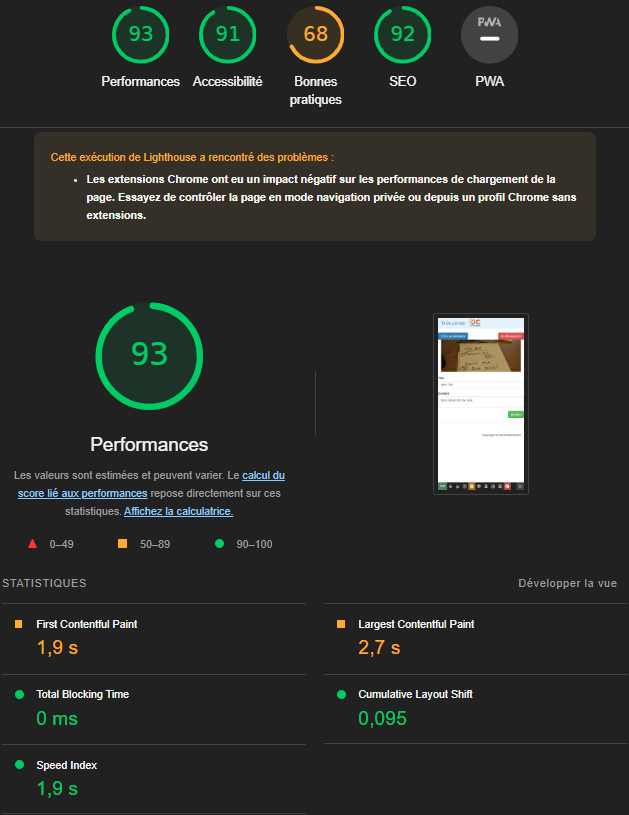 93
91
68
92
PWA
Performances
Accessibilité
Bonnes
pratiques
SEO
PWA
Cette exécution de Lighthouse a rencontré des problèmes :
• Les extensions Chrome ont eu un impact négatif sur les performances de chargement de la
page. Essayez de contrôler la page en mode navigation privée ou depuis un profil Chrome sans
extensions.
93
Performances
Les valeurs sont estimées et peuvent varier. Le calcul du
score lié aux performances repose directement sur ces
statistiques. Affichez la calculatrice.
0–49
50–89
90–100
STATISTIQUES
Développer la vue
First Contentful Paint
1,9 s
Largest Contentful Paint
2,7 s
Total Blocking Time
0 ms
Cumulative Layout Shift
0,095
Speed Index
1,9 s